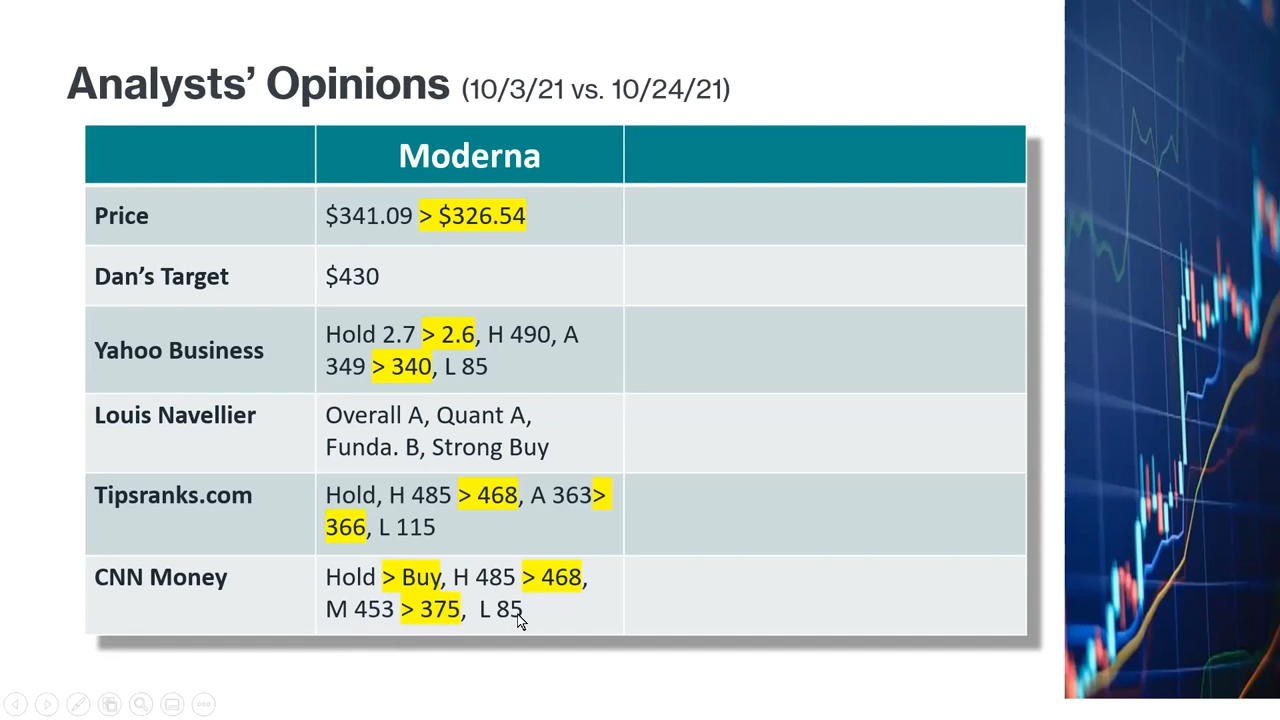 Analysts’ Opinions (10/3/21 vs. 10/24/21)
Moderna
Price
$341.09 > $326.54
Dan’s Target
$430
Yahoo Business
Hold 2.7 > 2.6, H 490, A
349 > 340, L 85
Louis Navellier
Overall A, Quant A,
Funda. B, Strong Buy
Tipsranks.com
Hold, H 485 > 468, A 363>
366, L 115
CNN Money
Hold > Buy, H 485 > 468,
M 453 > 375, L 85